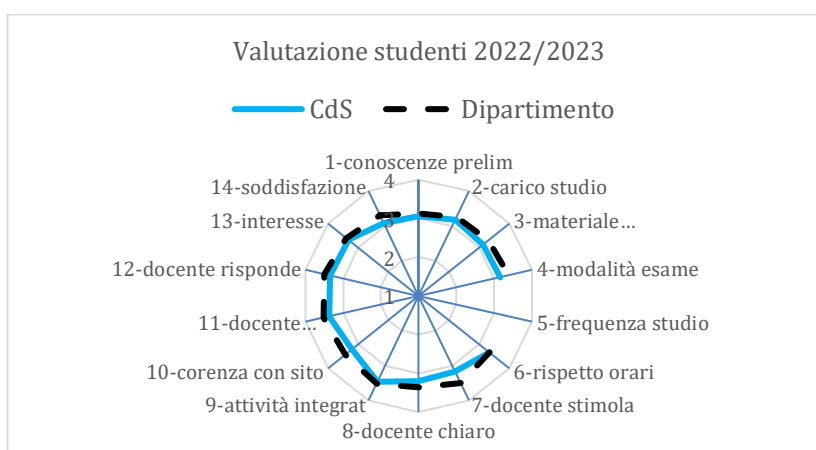 Valutazione studenti 2022/2023
CdS Dipartimento
1-conoscenze prelim
4
14-soddisfazione
2-carico studio
13-interesse
3
3-materiale...
12-docente risponde
2
4-modalità esame
1
11-docente...
5-frequenza studio
10-corenza con sito
6-rispetto orari
9-attività integrat
7-docente stimola
8-docente chiaro